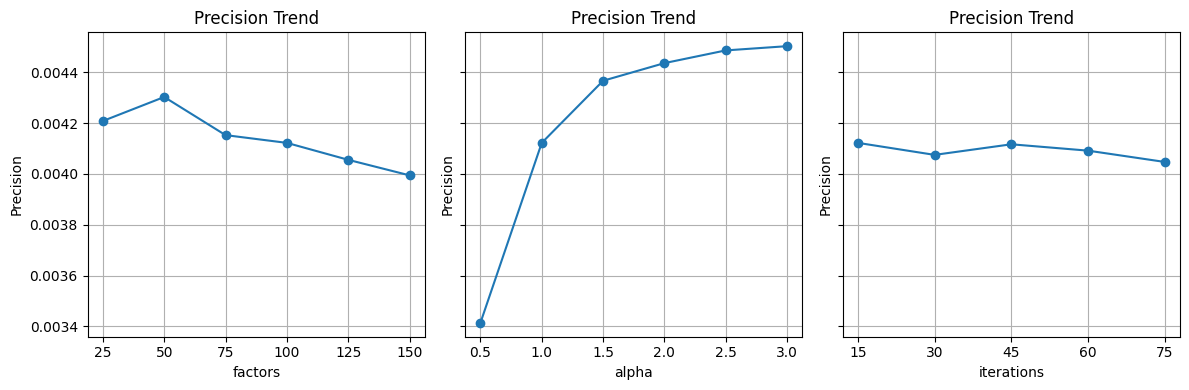 Precision Trend
Precision
0.0044
0.0042
0.0040
0.0038
0.0036
0.0034
25 50 75 100 125 150
factors
Precision Trend
Precision
0.5 1.0 1.5 2.0 2.5 3.0
alpha
Precision Trend
Precision
15 30 45 60 75
iterations